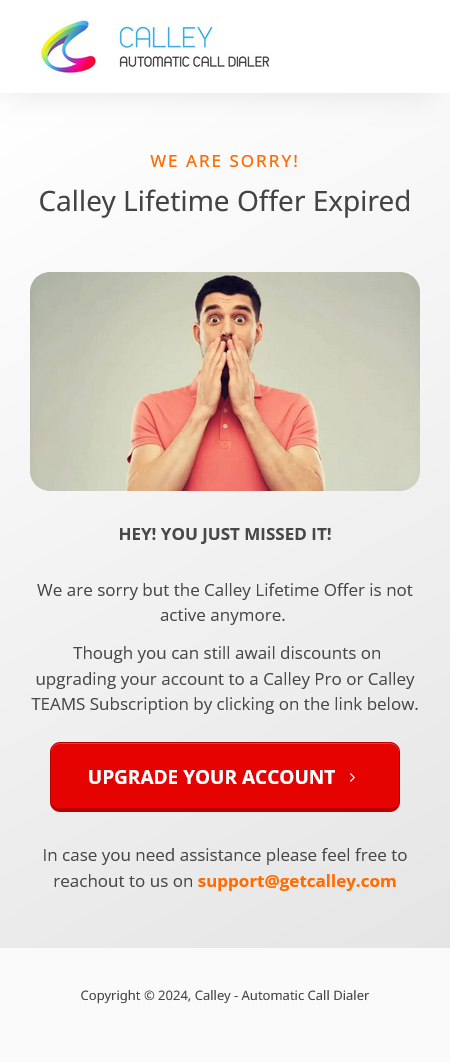 CALLEY
AUTOMATIC CALL DIALER
WE ARE SORRY!
Calley Lifetime Offer Expired
HEY! YOU JUST MISSED IT!
We are sorry but the Calley Lifetime Offer is not
active anymore.
Though you can still awail discounts on
upgrading your account to a Calley Pro or Calley
TEAMS Subscription by clicking on the link below.
UPGRADE YOUR ACCOUNT
In case you need assistance please feel free to
reachout to us on support@getcalley.com
Copyright © 2024, Calley - Automatic Call Dialer